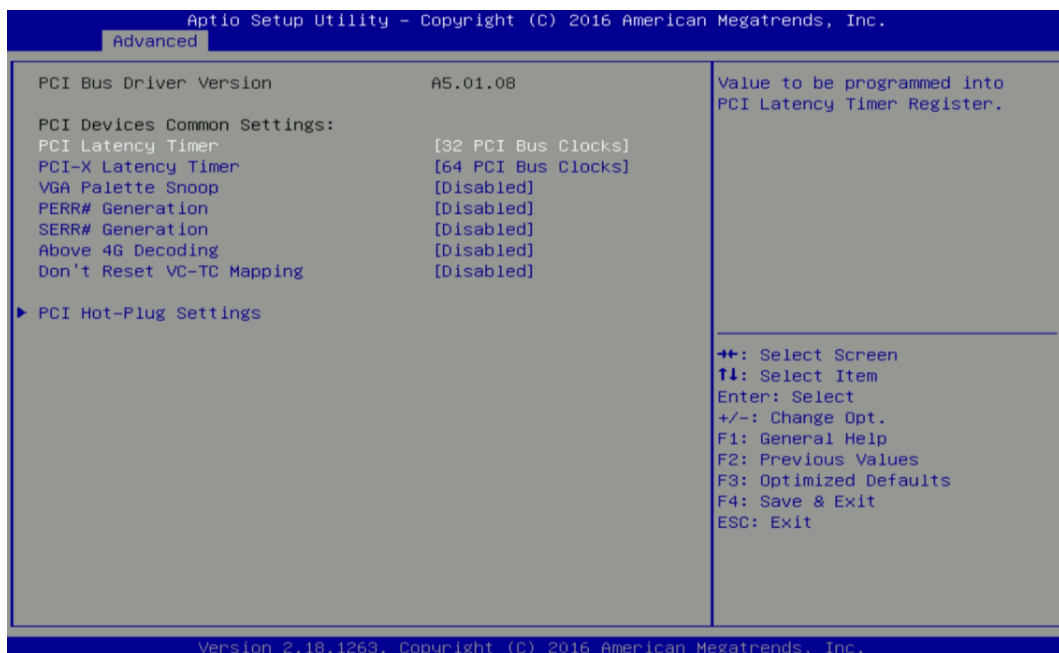 Aptio Setup Utility – Copyright (C) 2016 American Megatrends, Inc.
Advanced
PCI Bus Driver Version A5.01.08
PCI Devices Common Settings:
PCI Latency Timer [32 PCI Bus Clocks]
PCI-X Latency Timer [64 PCI Bus Clocks]
VGA Palette Snoop [Disabled]
PERR# Generation [Disabled]
SERR# Generation [Disabled]
Above 4G Decoding [Disabled]
Don't Reset VC-TC Mapping [Disabled]
▶ PCI Hot-Plug Settings
Value to be programmed into
PCI Latency Timer Register.
→←: Select Screen
↑↓: Select Item
Enter: Select
+/-: Change Opt.
F1: General Help
F2: Previous Values
F3: Optimized Defaults
F4: Save & Exit
ESC: Exit
Version 2.18.1263. Copyright (C) 2016 American Megatrends, Inc.